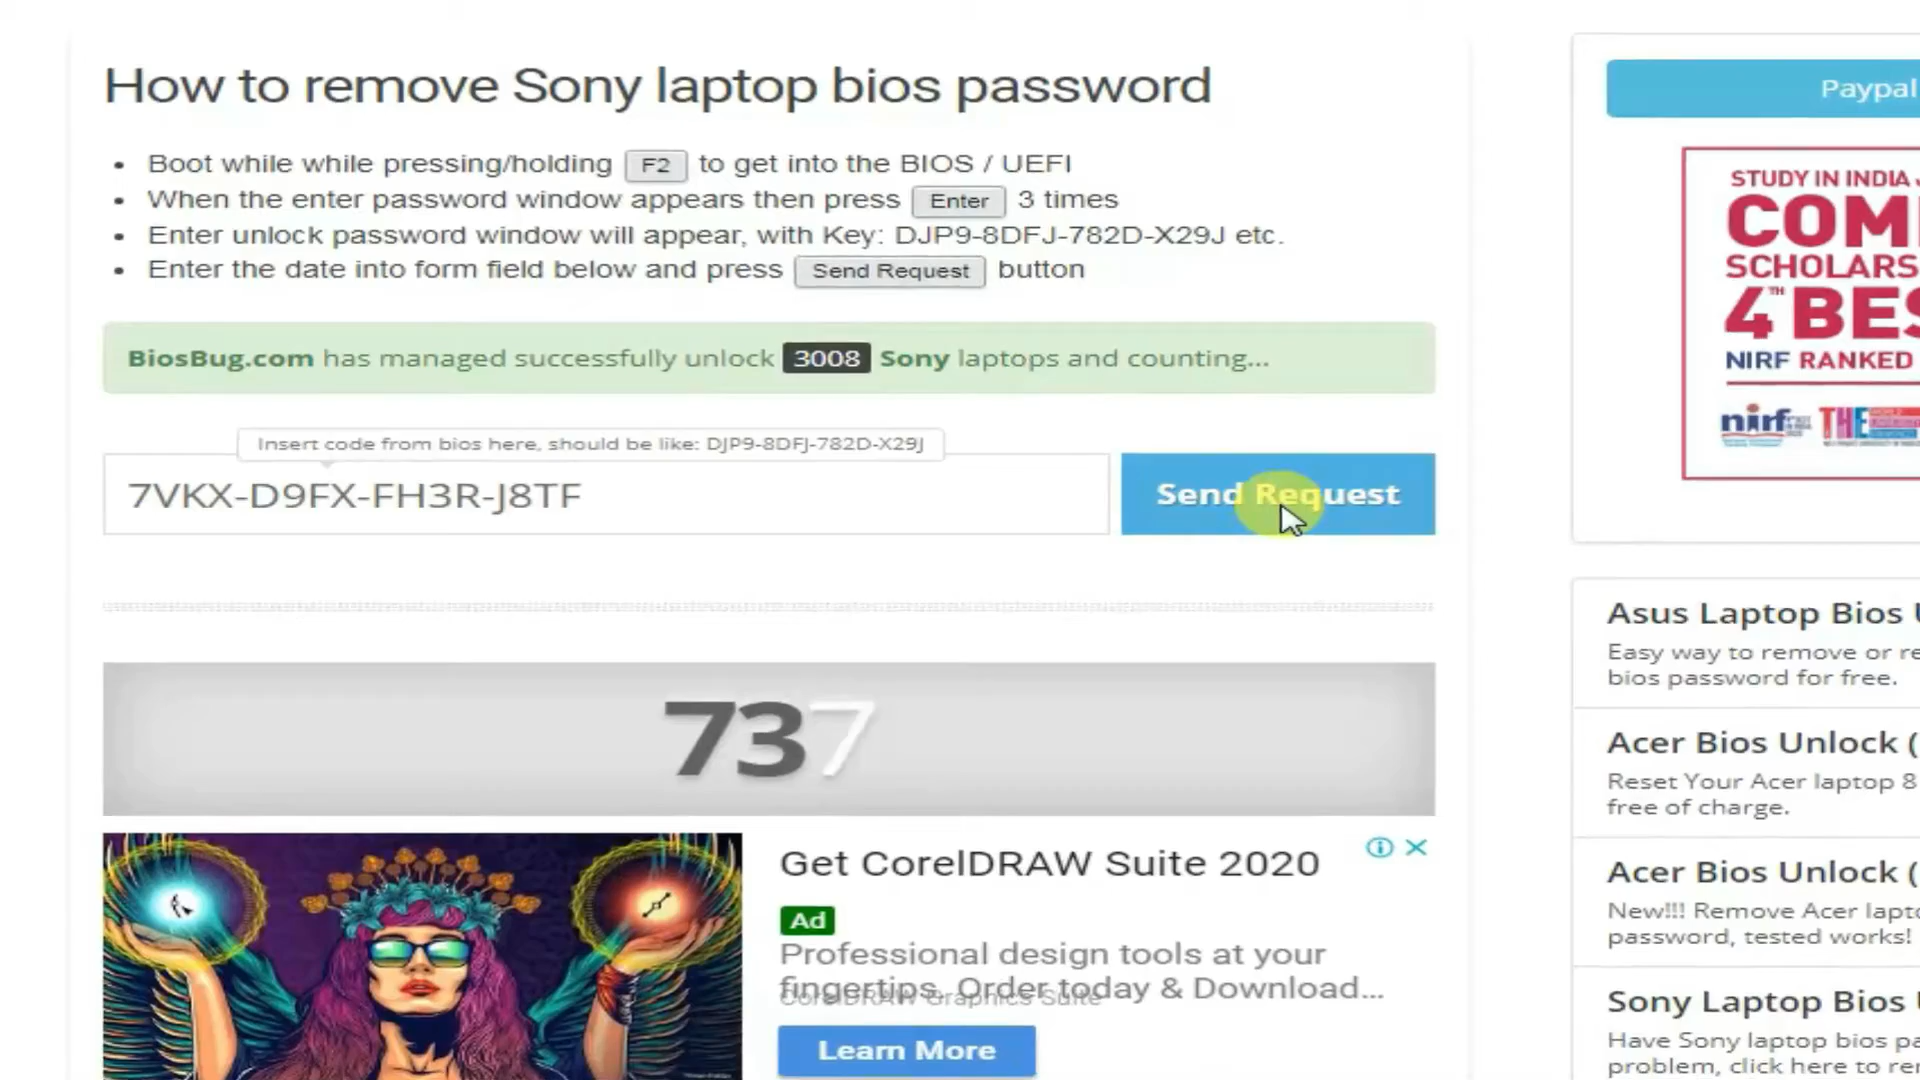 How to remove Sony laptop bios password
Boot while while pressing/holding F2 to get into the BIOS / UEFI
When the enter password window appears then press Enter 3 times
Enter unlock password window will appear, with Key: DJP9-8DFJ-782D-X29J etc.
Enter the date into form field below and press Send Request button
BiosBug.com has managed successfully unlock 3008 Sony laptops and counting...
Insert code from bios here, should be like: DJP9-8DFJ-782D-X29J
7VKX-D9FX-FH3R-J8TF
Send Request
737
Get CorelDRAW Suite 2020
Ad
Professional design tools at your
fingertips. Order today & Download...
CorelDRAW Graphics Suite
Learn More
Paypal
STUDY IN INDIA
COM
SCHOLARS
4TH BES
NIRF RANKED
nirf THE
Asus Laptop Bios
Easy way to remove or re
bios password for free.
Acer Bios Unlock (
Reset Your Acer laptop 8
free of charge.
Acer Bios Unlock (
New!!! Remove Acer lapto
password, tested works!
Sony Laptop Bios
Have Sony laptop bios pa
problem, click here to rem